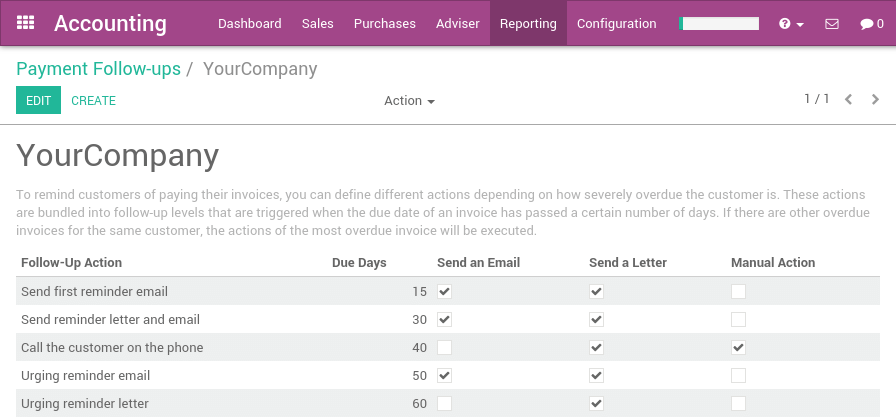 Accounting Dashboard Sales Purchases Adviser Reporting Configuration ? 0
Payment Follow-ups / YourCompany
EDIT CREATE Action 1 / 1
YourCompany
To remind customers of paying their invoices, you can define different actions depending on how severely overdue the customer is. These actions
are bundled into follow-up levels that are triggered when the due date of an invoice has passed a certain number of days. If there are other overdue
invoices for the same customer, the actions of the most overdue invoice will be executed.
Follow-Up Action Due Days Send an Email Send a Letter Manual Action
Send first reminder email 15
Send reminder letter and email 30
Call the customer on the phone 40
Urging reminder email 50
Urging reminder letter 60